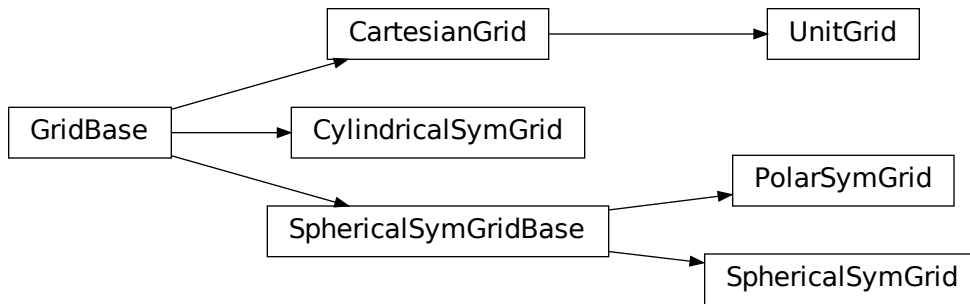 CartesianGrid
UnitGrid
GridBase
CylindricalSymGrid
PolarSymGrid
SphericalSymGridBase
SphericalSymGrid